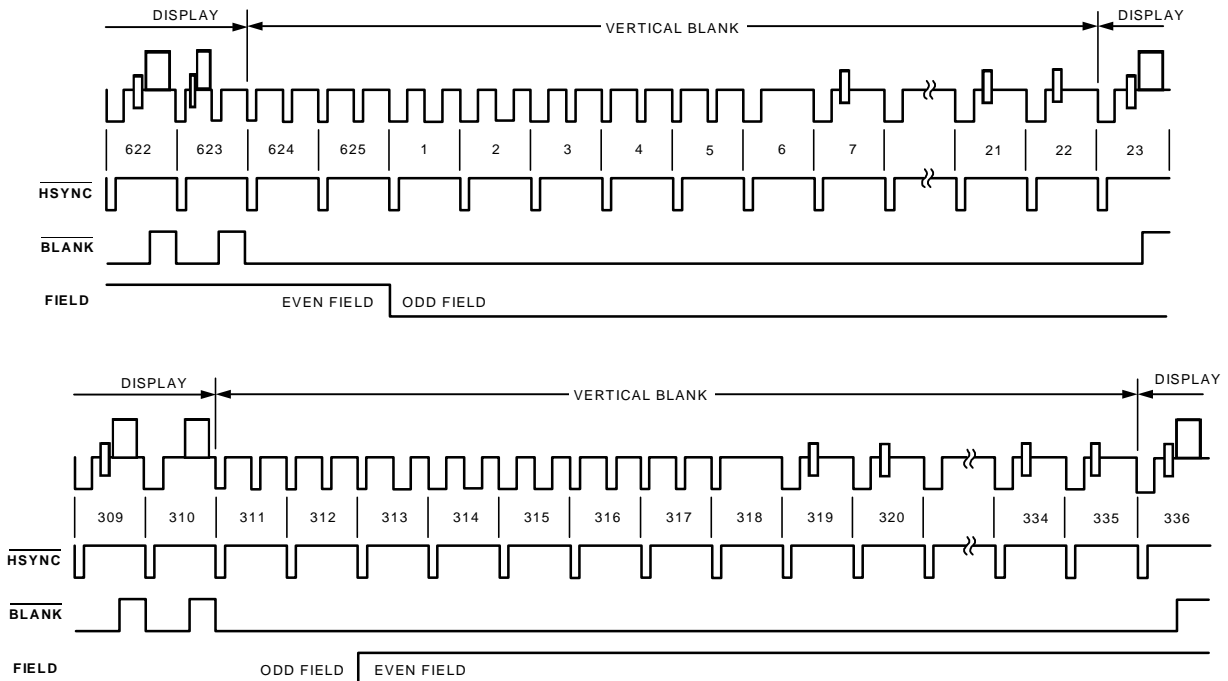 DISPLAY VERTICAL BLANK DISPLAY
622 623 624 625 1 2 3 4 5 6 7 21 22 23
HSYNC
BLANK
FIELD EVEN FIELD ODD FIELD
DISPLAY VERTICAL BLANK DISPLAY
309 310 311 312 313 314 315 316 317 318 319 320 334 335 336
HSYNC
BLANK
FIELD ODD FIELD EVEN FIELD